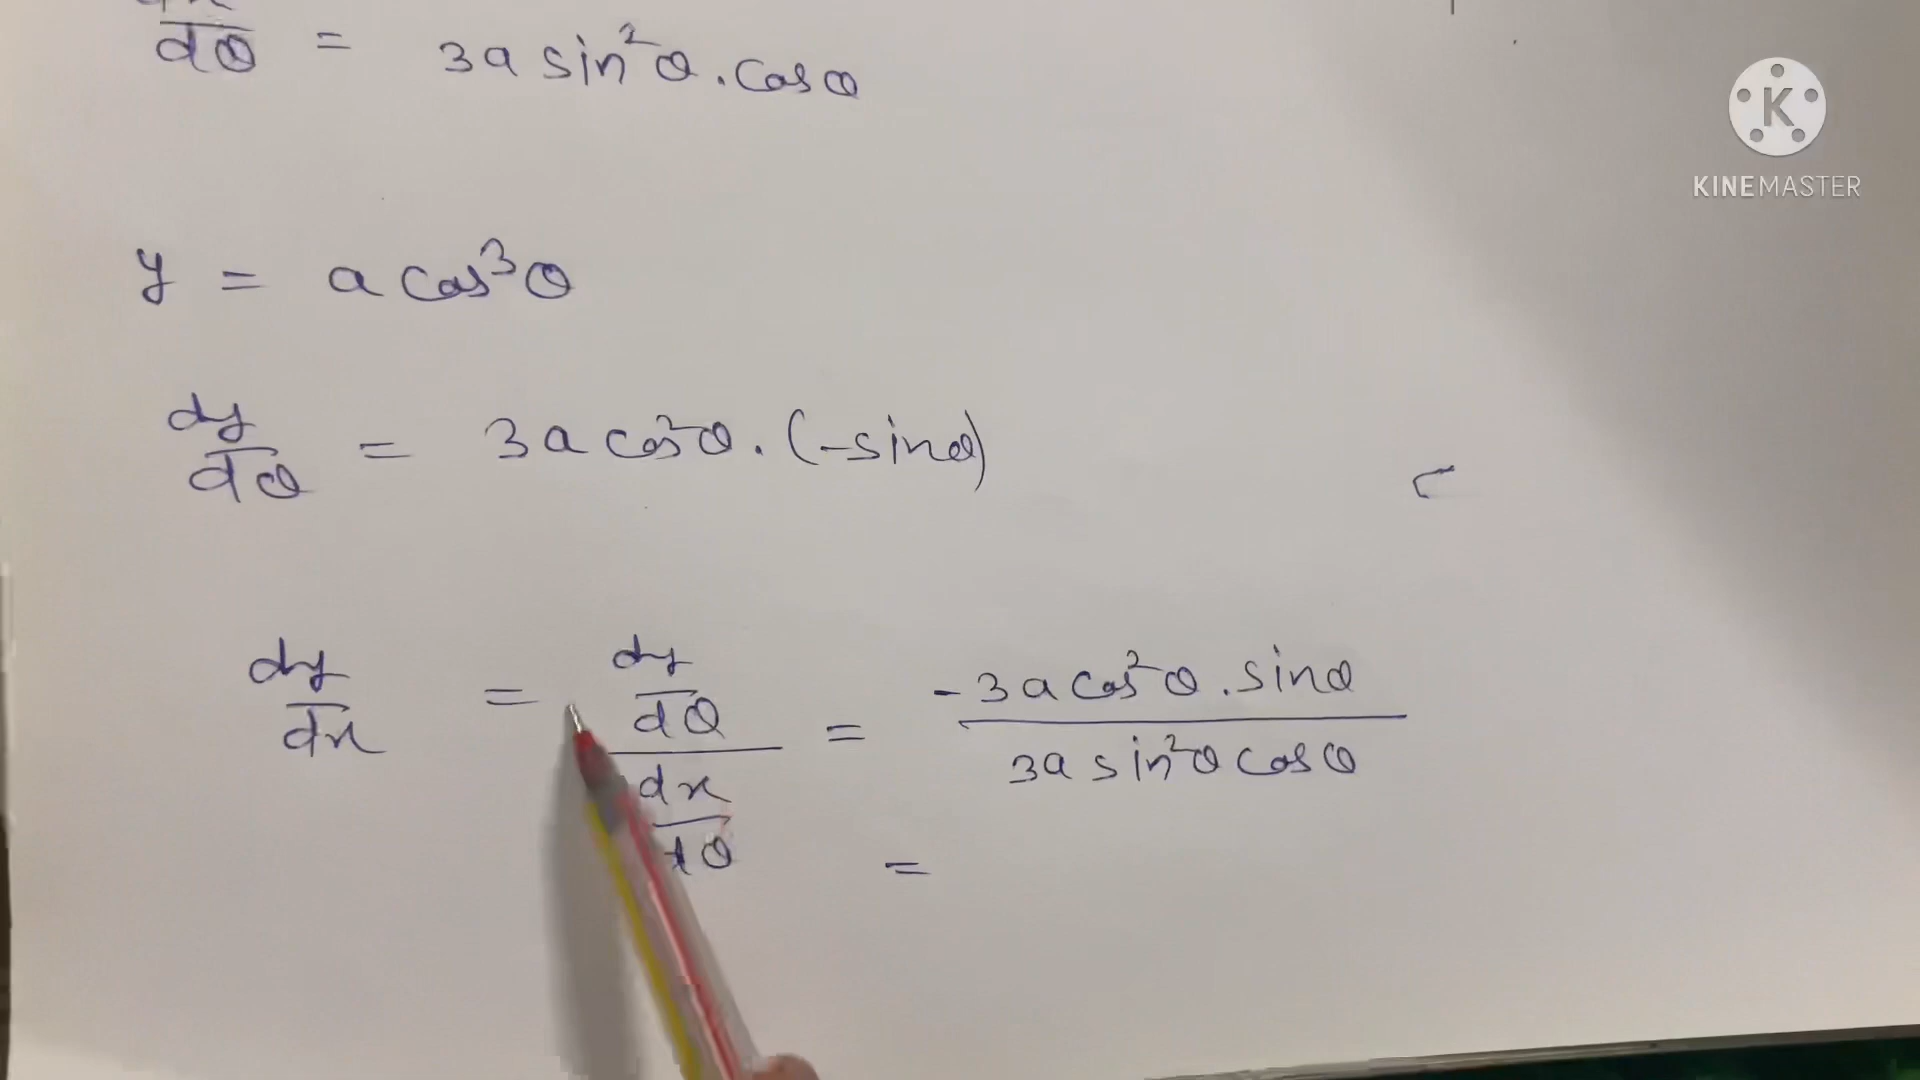 dθ = 3a sin²θ . cosθ
K
KINEMASTER
y = a cos³θ
dy/dθ = 3a cos²θ . (-sinθ)
dy/dx = (dy/dθ)/(dx/dθ) = -3a cos²θ . sinθ / 3a sin²θ cosθ
=